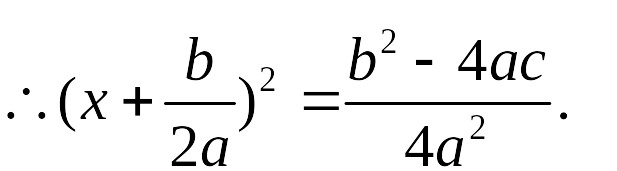 ∴(x + b/2a)² = (b² - 4ac)/4a².